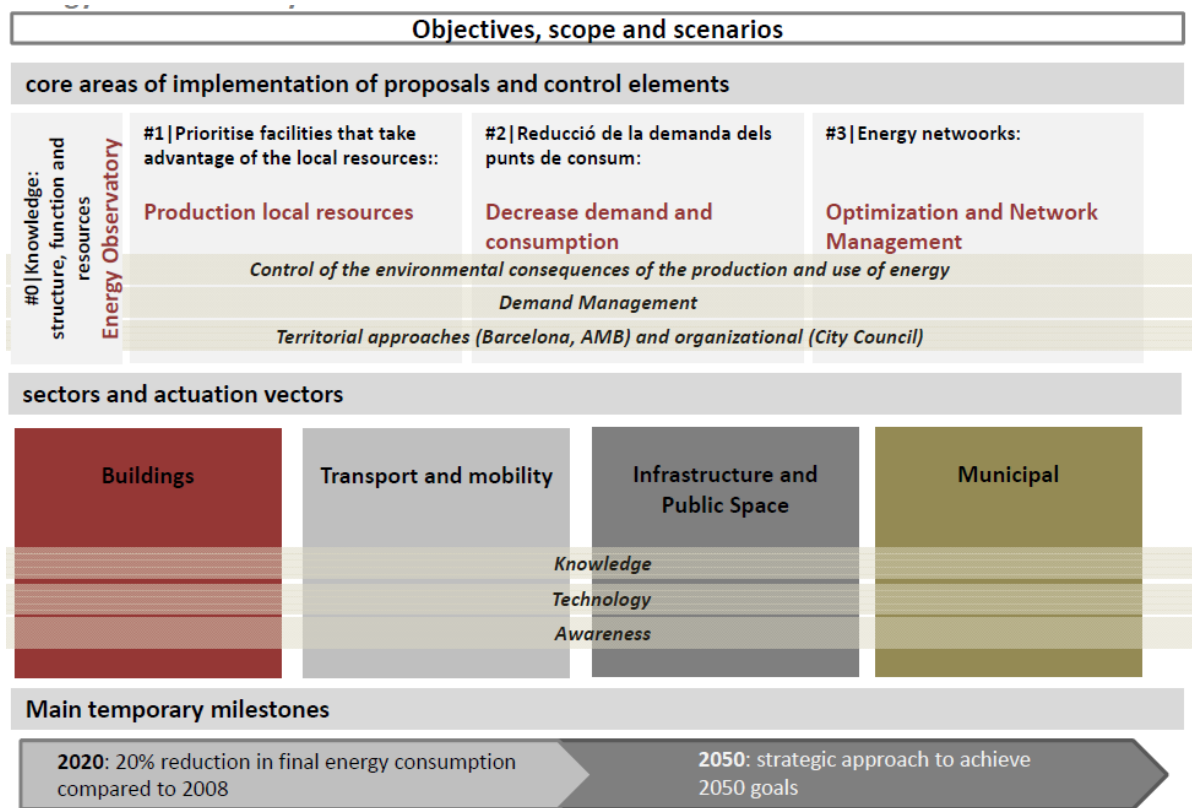 Objectives, scope and scenarios
core areas of implementation of proposals and control elements
#0|Knowledge:
structure, function and
resources
Energy Observatory
#1|Prioritise facilities that take
advantage of the local resources::
Production local resources
#2|Reducció de la demanda dels
punts de consum:
Decrease demand and
consumption
#3|Energy networks:
Optimization and Network
Management
Control of the environmental consequences of the production and use of energy
Demand Management
Territorial approaches (Barcelona, AMB) and organizational (City Council)
sectors and actuation vectors
Buildings
Transport and mobility
Infrastructure and
Public Space
Municipal
Knowledge
Technology
Awareness
Main temporary milestones
2020: 20% reduction in final energy consumption
compared to 2008
2050: strategic approach to achieve
2050 goals